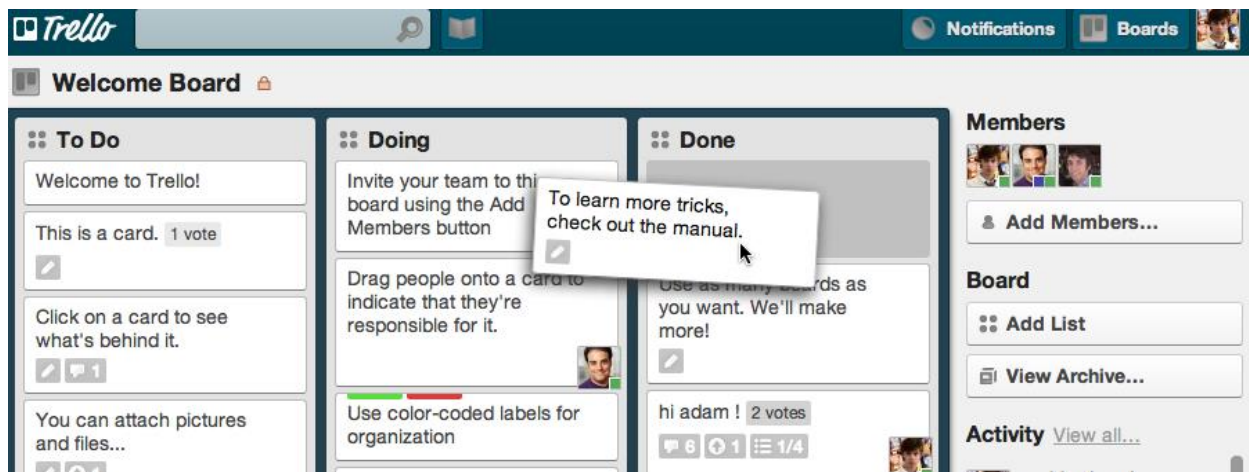 Trello
Notifications
Boards
Welcome Board
To Do
Welcome to Trello!
This is a card. 1 vote
Click on a card to see
what's behind it.
1
You can attach pictures
and files...
Doing
Invite your team to this
board using the Add
Members button
Drag people onto a card to
indicate that they're
responsible for it.
Use color-coded labels for
organization
To learn more tricks,
check out the manual.
Done
Use as many boards as
you want. We'll make
more!
hi adam ! 2 votes
6 1 1/4
Members
Add Members...
Board
Add List
View Archive...
Activity View all...